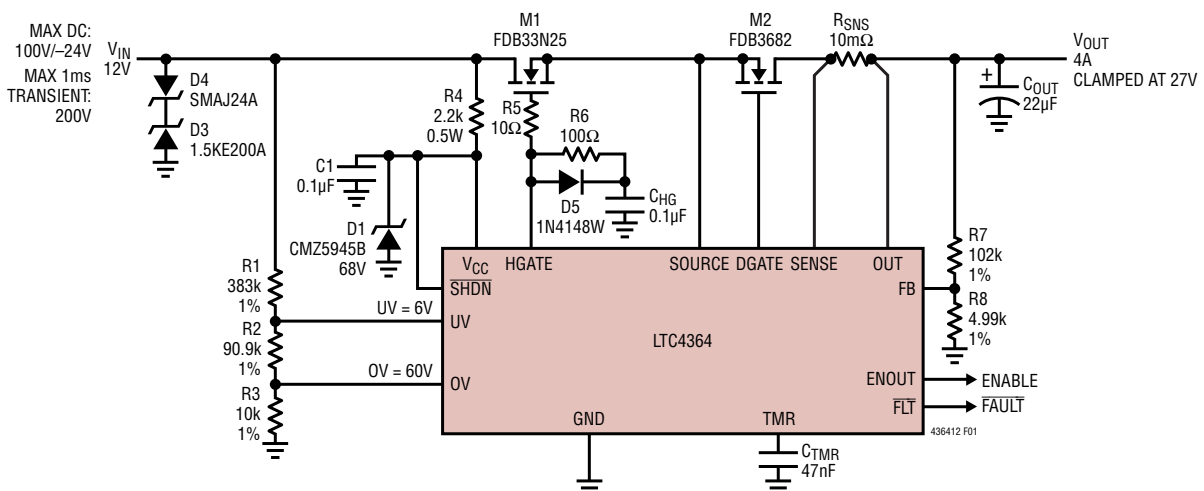 MAX DC:
100V/–24V
MAX 1ms
TRANSIENT:
200V
VIN
12V
D4
SMAJ24A
D3
1.5KE200A
R4
2.2k
0.5W
C1
0.1µF
D1
CMZ5945B
68V
M1
FDB33N25
R5
10Ω
R6
100Ω
D5
1N4148W
CHG
0.1µF
M2
FDB3682
RSNS
10mΩ
VOUT
4A
CLAMPED AT 27V
+
COUT
22µF
R1
383k
1%
R2
90.9k
1%
R3
10k
1%
UV = 6V
OV = 60V
VCC
HGATE
SOURCE
DGATE
SENSE
OUT
SHDN
UV
OV
LTC4364
FB
ENOUT
FLT
GND
TMR
R7
102k
1%
R8
4.99k
1%
ENABLE
FAULT
436412 F01
CTMR
47nF